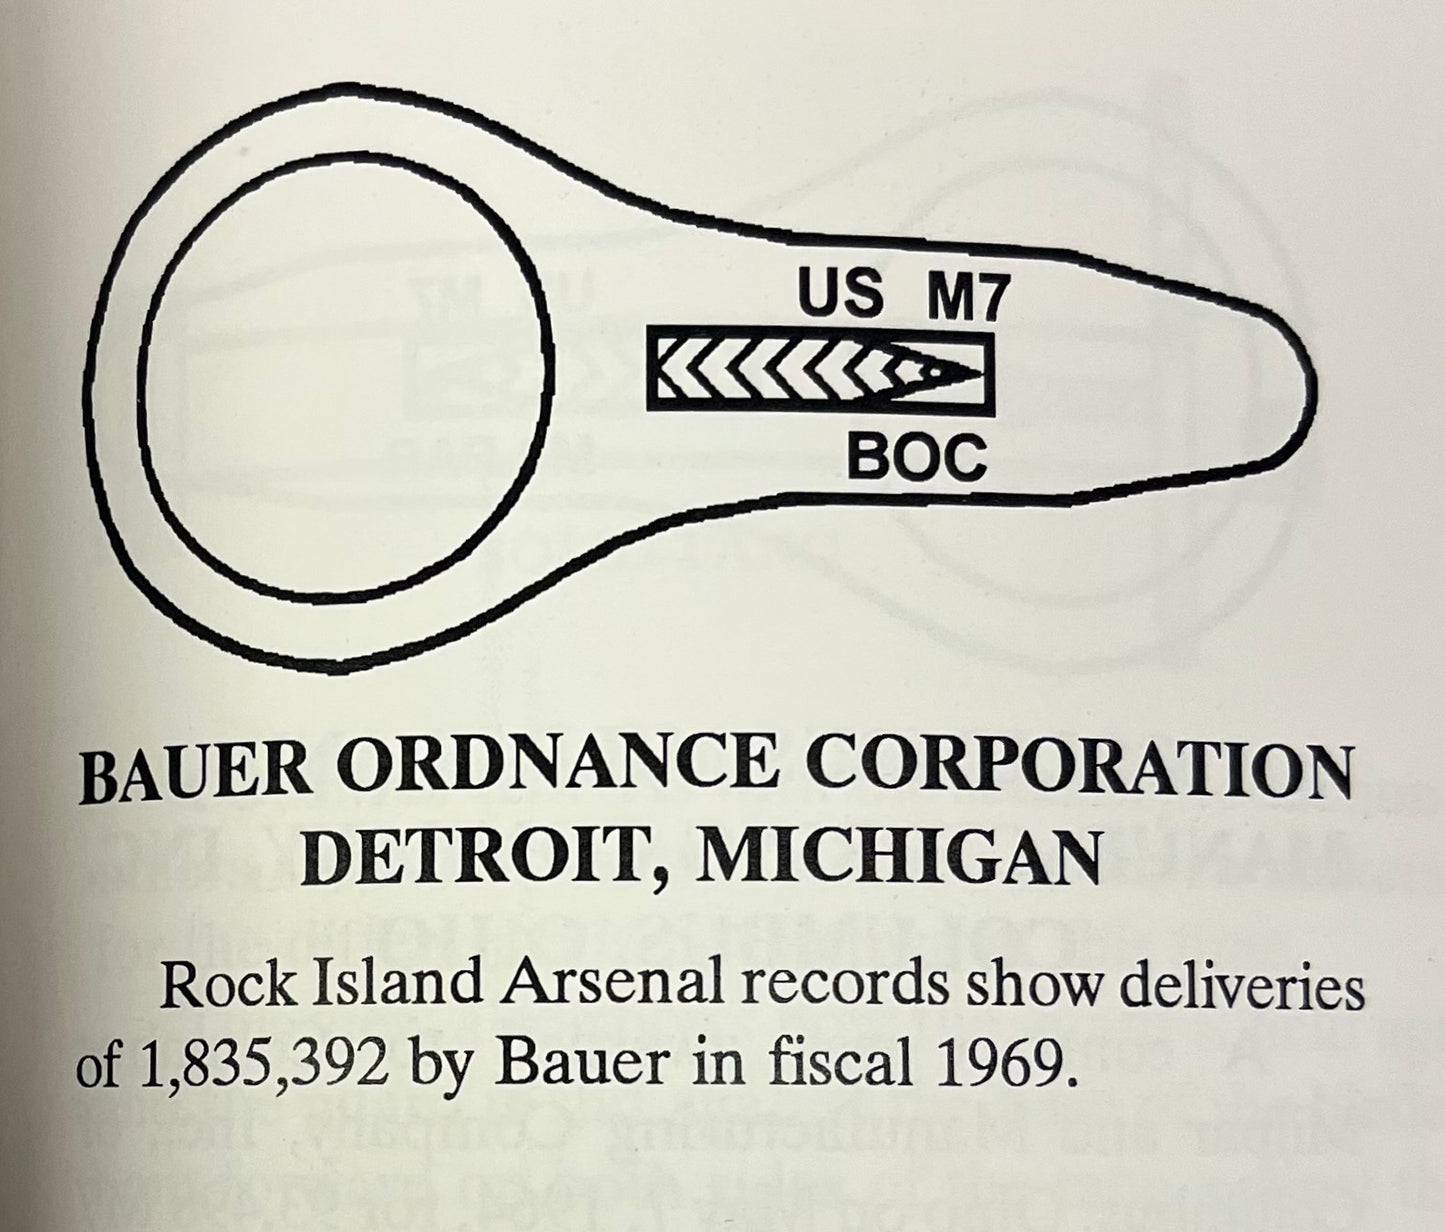 US M7
BOC
BAUER ORDNANCE CORPORATION
DETROIT, MICHIGAN
Rock Island Arsenal records show deliveries
of 1,835,392 by Bauer in fiscal 1969.